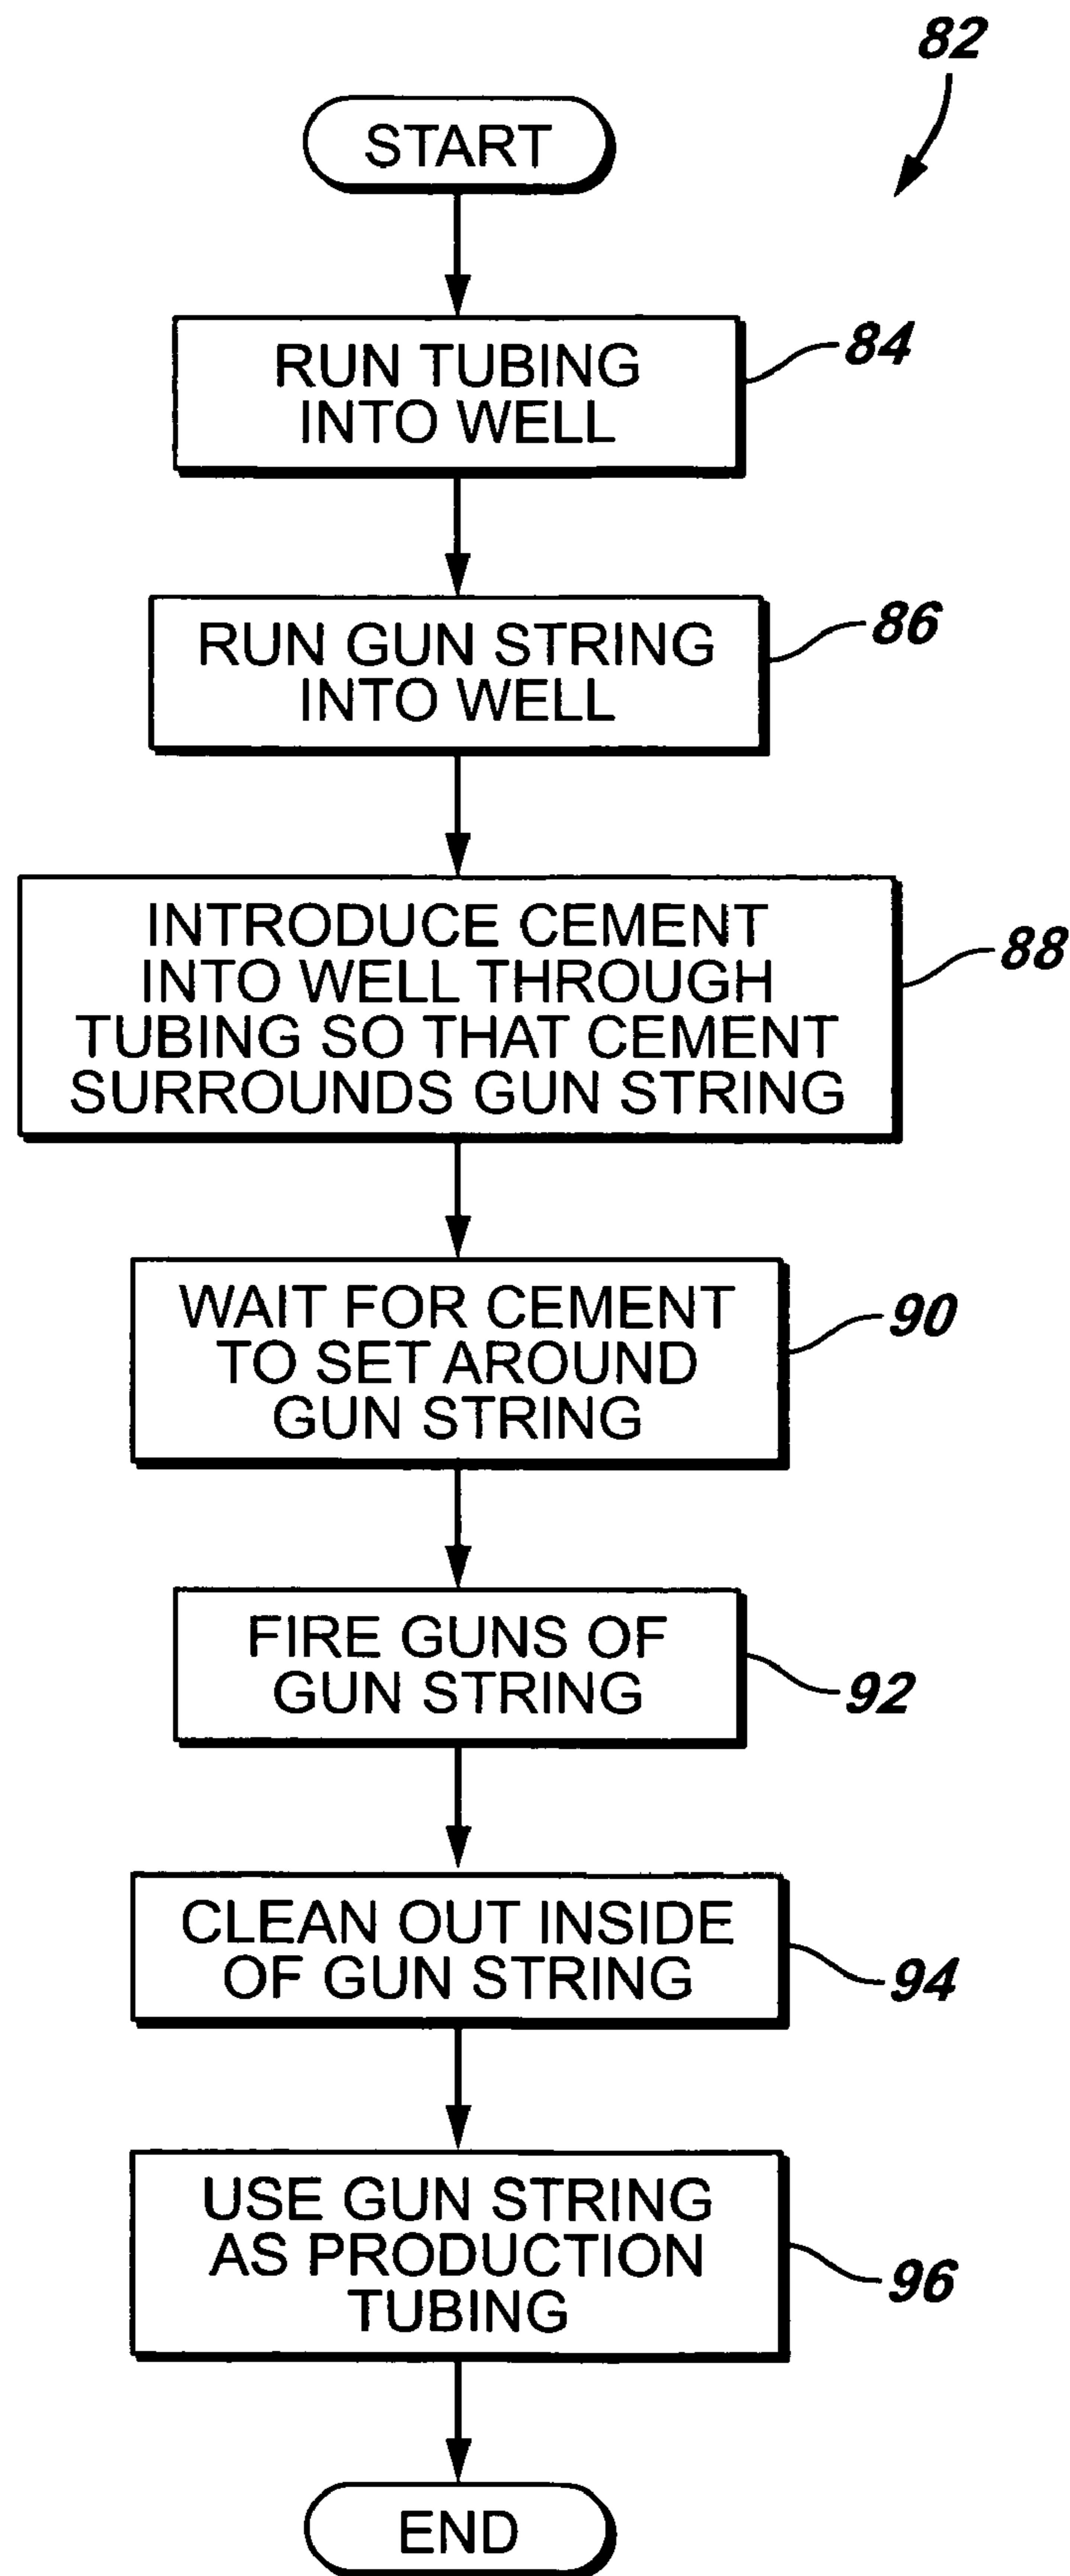 82
START
RUN TUBING
INTO WELL
84
RUN GUN STRING
INTO WELL
86
INTRODUCE CEMENT
INTO WELL THROUGH
TUBING SO THAT CEMENT
SURROUNDS GUN STRING
88
WAIT FOR CEMENT
TO SET AROUND
GUN STRING
90
FIRE GUNS OF
GUN STRING
92
CLEAN OUT INSIDE
OF GUN STRING
94
USE GUN STRING
AS PRODUCTION
TUBING
96
END